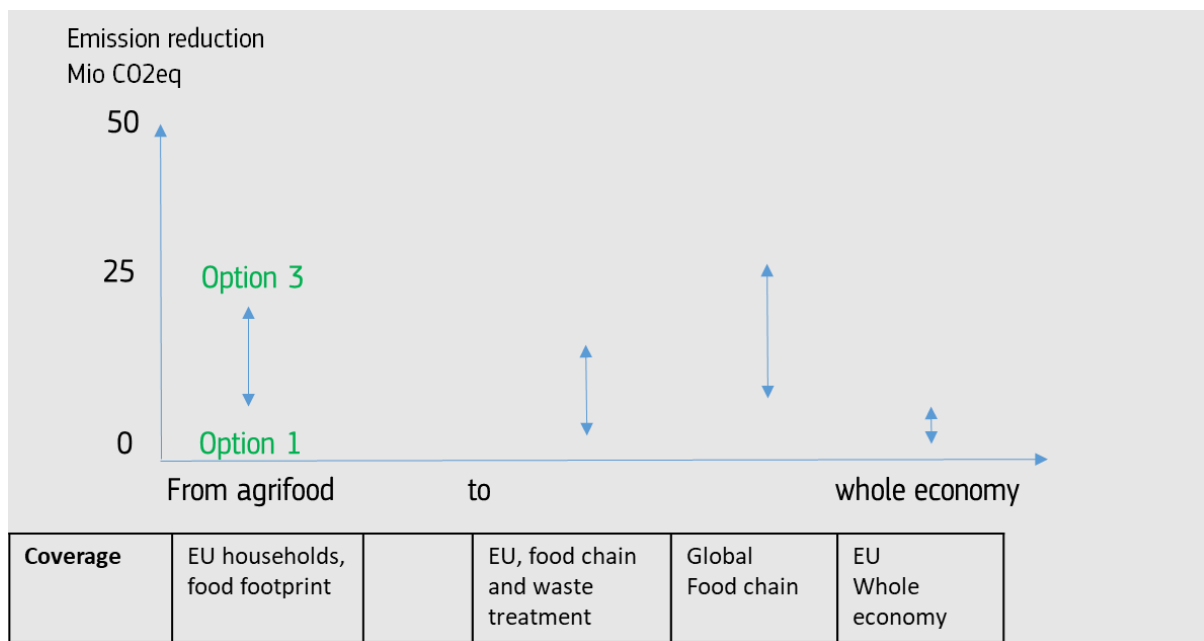 Emission reduction
Mio CO2eq
50
25
Option 3
0
Option 1
From agrifood to whole economy
Coverage
EU households,
food footprint
EU, food chain
and waste
treatment
Global
Food chain
EU
Whole
economy